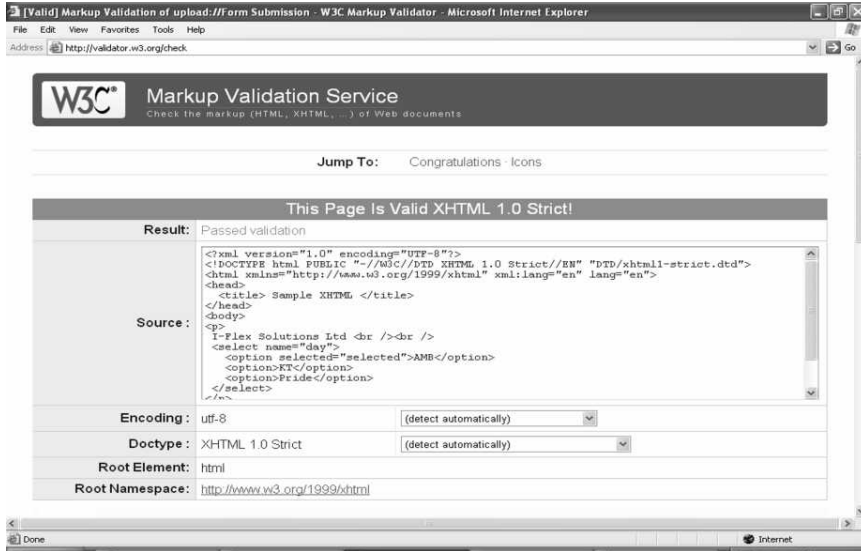 [Valid] Markup Validation of upload://Form Submission - W3C Markup Validator - Microsoft Internet Explorer
File Edit View Favorites Tools Help
Address http://validator.w3.org/check Go
W3C® Markup Validation Service
Check the markup (HTML, XHTML, …) of Web documents
Jump To: Congratulations · Icons
This Page Is Valid XHTML 1.0 Strict!
Result: Passed validation
Source :
<?xml version="1.0" encoding="UTF-8"?>
<!DOCTYPE html PUBLIC "-//W3C//DTD XHTML 1.0 Strict//EN" "DTD/xhtml1-strict.dtd">
<html xmlns="http://www.w3.org/1999/xhtml" xml:lang="en" lang="en">
<head>
<title> Sample XHTML </title>
</head>
<body>
<p>
I-Flex Solutions Ltd <br /><br />
<select name="day">
<option selected="selected">AMB</option>
<option>KT</option>
<option>Pride</option>
</select>
</p>
Encoding : utf-8 (detect automatically)
Doctype : XHTML 1.0 Strict (detect automatically)
Root Element: html
Root Namespace: http://www.w3.org/1999/xhtml
Done Internet